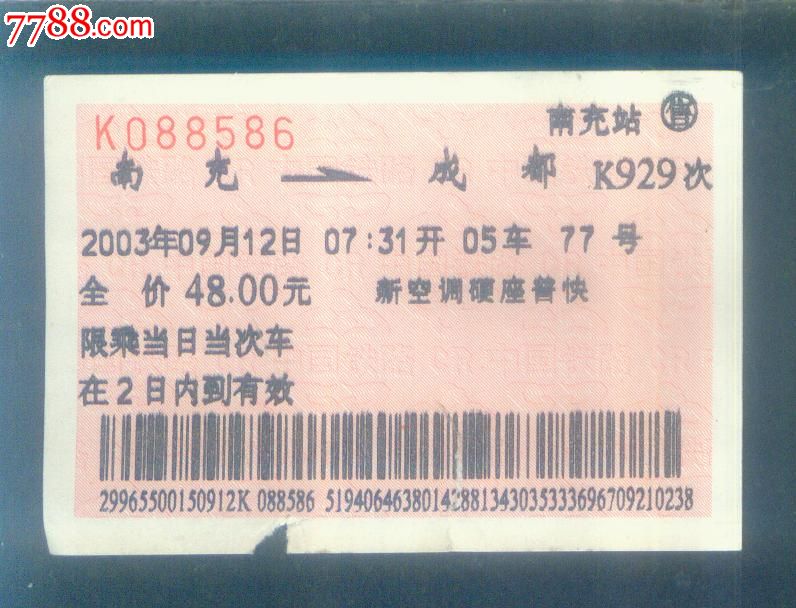 7788.com
K088586
南充站 售
南充 成都 K929次
2003年09月12日 07:31开 05车 77号
全价 48.00元 新空调硬座普快
限乘当日当次车
在2日内到有效
29965500150912K 088586 51940646380142881343035333696709210238